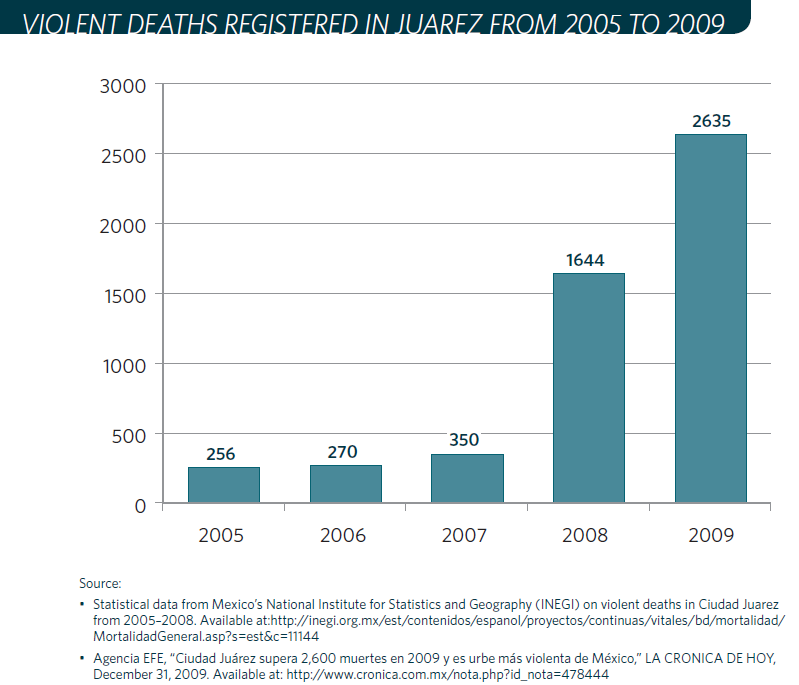 VIOLENT DEATHS REGISTERED IN JUAREZ FROM 2005 TO 2009
3000
2500
2000
1500
1000
500
0
256
270
350
1644
2635
2005
2006
2007
2008
2009
Source:
• Statistical data from Mexico's National Institute for Statistics and Geography (INEGI) on violent deaths in Ciudad Juarez
from 2005–2008. Available at:http://inegi.org.mx/est/contenidos/espanol/proyectos/continuas/vitales/bd/mortalidad/
MortalidadGeneral.asp?s=est&c=11144
• Agencia EFE, "Ciudad Juárez supera 2,600 muertes en 2009 y es urbe más violenta de México," LA CRONICA DE HOY,
December 31, 2009. Available at: http://www.cronica.com.mx/nota.php?id_nota=478444